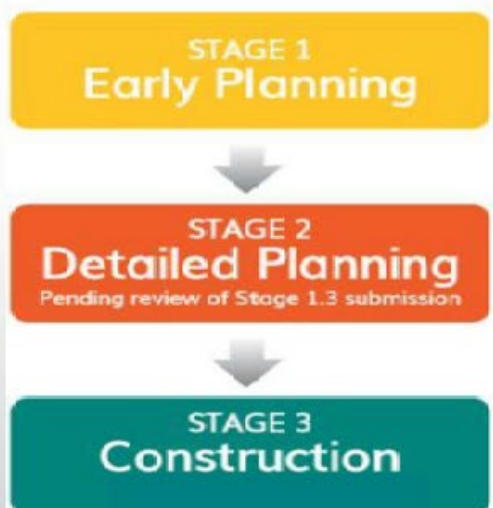 STAGE 1
Early Planning
STAGE 2
Detailed Planning
Pending review of Stage 1.3 submission
STAGE 3
Construction